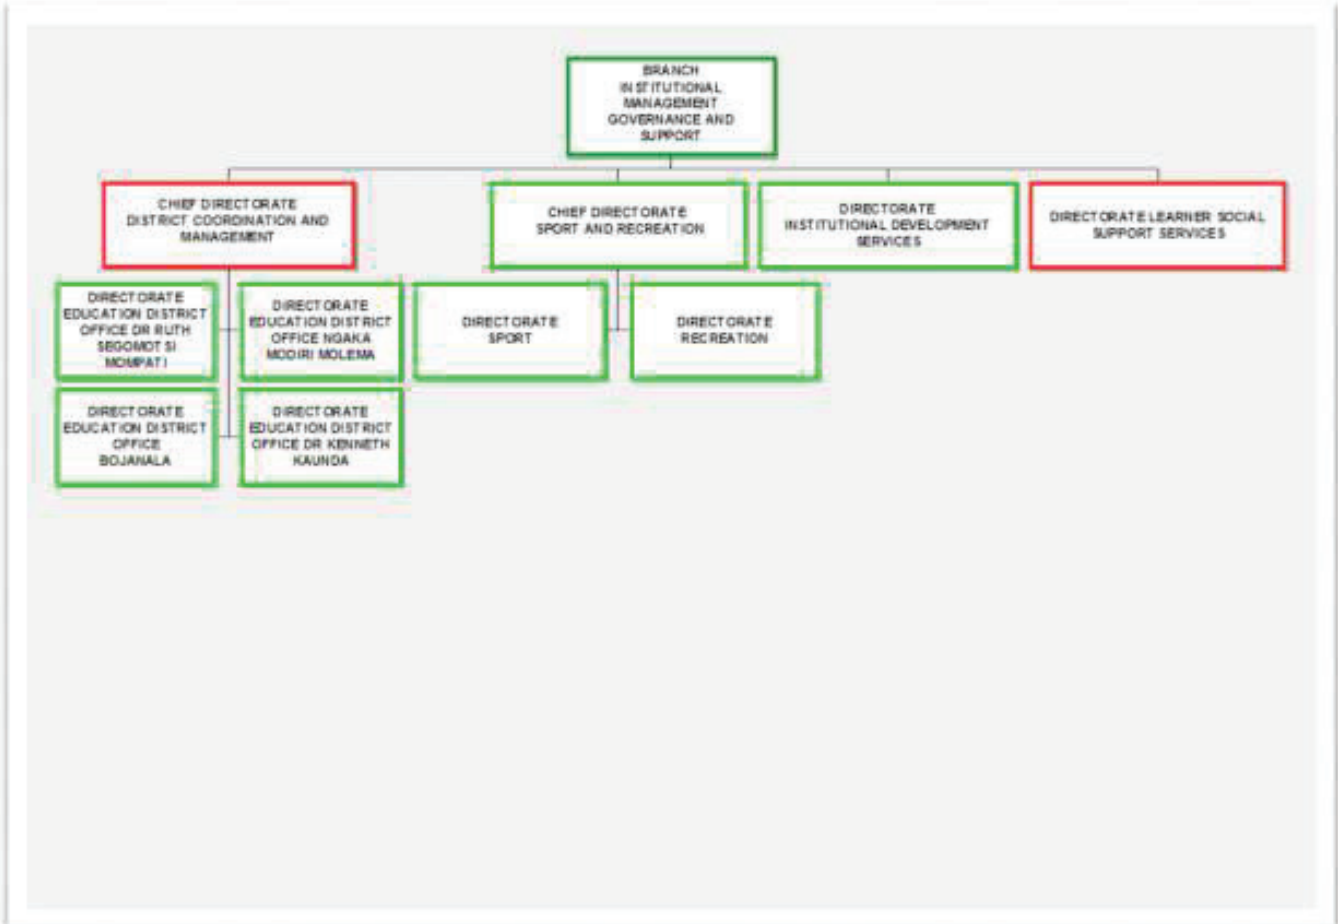 BRANCH
INSTITUTIONAL
MANAGEMENT
GOVERNANCE AND
SUPPORT
CHIEF DIRECTORATE
DISTRICT COORDINATION AND
MANAGEMENT
CHIEF DIRECTORATE
SPORT AND RECREATION
DIRECTORATE
INSTITUTIONAL DEVELOPMENT
SERVICES
DIRECTORATE LEARNER SOCIAL
SUPPORT SERVICES
DIRECTORATE
EDUCATION DISTRICT
OFFICE DR RUTH
SEGOMOTSI
MOMPATI
DIRECTORATE
EDUCATION DISTRICT
OFFICE NGAKA
MODIRI MOLEMA
DIRECTORATE
SPORT
DIRECTORATE
RECREATION
DIRECTORATE
EDUCATION DISTRICT
OFFICE
BOJANALA
DIRECTORATE
EDUCATION DISTRICT
OFFICE DR KENNETH
KAUNDA